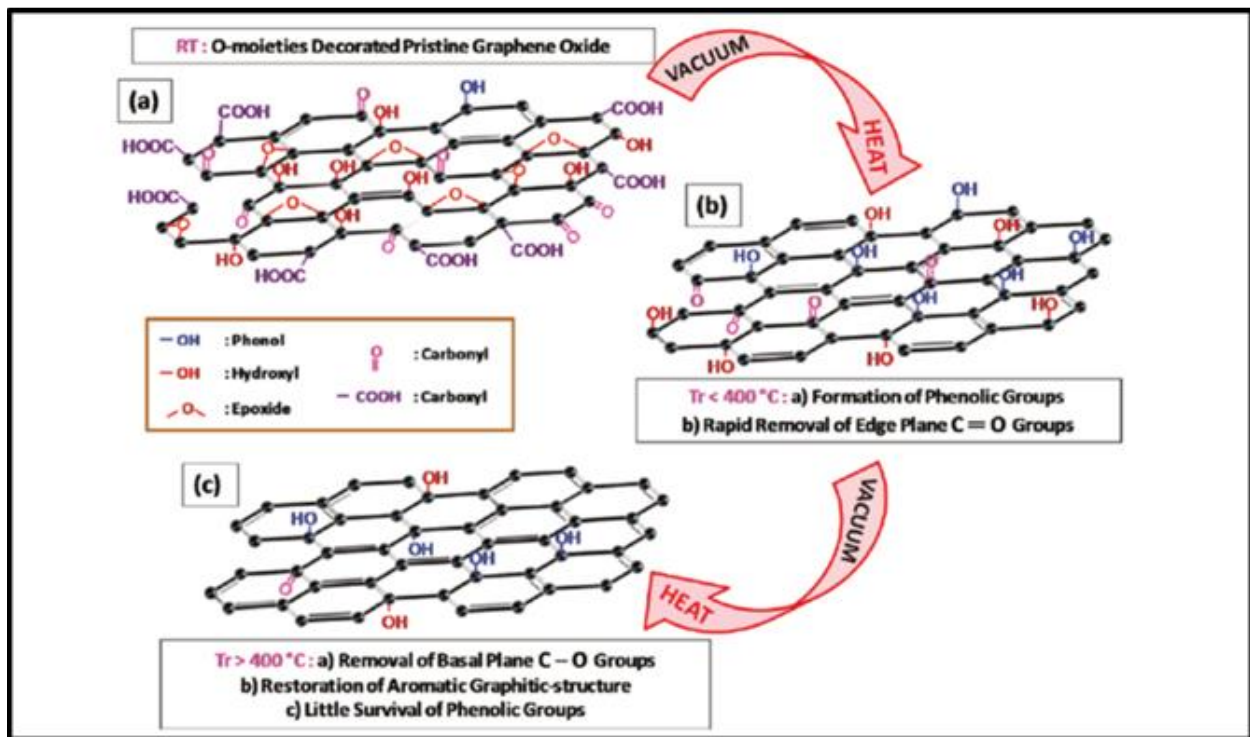 RT : O-moieties Decorated Pristine Graphene Oxide
VACUUM
HEAT
(a)
OH
COOH
O
OH
COOH
HOOC
O
O
O
O
OH
HOOC
OH
OH
O
OH
OH
O
COOH
HOOC
O
O
OH
O
OH
O
O
HO
O
COOH
O
HOOC
COOH
(b)
OH
OH
OH
HO
OH
OH
O
O
OH
OH
OH
O
O
HO
HO
HO
–OH : Phenol
–OH : Hydroxyl
O : Epoxide
O : Carbonyl
– COOH : Carboxyl
Tr < 400 °C : a) Formation of Phenolic Groups
b) Rapid Removal of Edge Plane C = O Groups
VACUUM
HEAT
(c)
OH
HO
OH
OH
OH
O
OH
Tr > 400 °C : a) Removal of Basal Plane C – O Groups
b) Restoration of Aromatic Graphitic-structure
c) Little Survival of Phenolic Groups